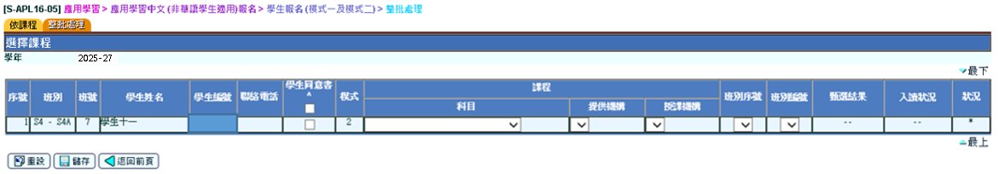 [S-APL16-05] 應用學習 > 應用學習中文 (非華語學生適用)報名 > 學生報名 (模式一及模式二) > 整批處理
依課程 整批處理
選擇課程
學年 2025-27
最下
序號 班別 班號 學生姓名 學生編號 聯絡電話 學生同意書 ^ 模式 課程 班別序號 班別編號 甄選結果 入讀狀況 狀況
科目 提供機構 授課機構
1 S4 - S4A 7 學生十一 2 -- -- *
最上
重設 儲存 返回前頁